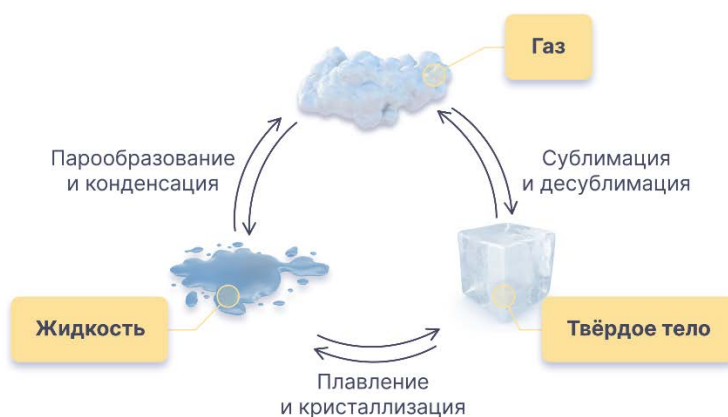 Газ
Парообразование
и конденсация
Сублимация
и десублимация
Жидкость
Твёрдое тело
Плавление
и кристаллизация